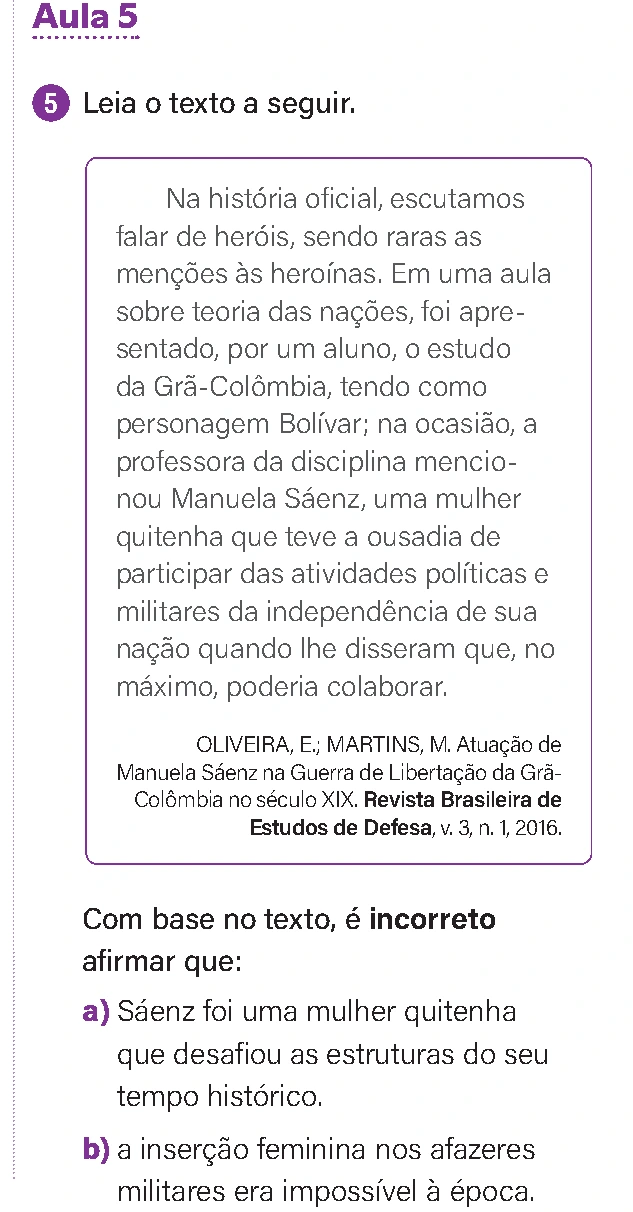 Aula 5
5 Leia o texto a seguir.
Na história oficial, escutamos
falar de heróis, sendo raras as
menções às heroínas. Em uma aula
sobre teoria das nações, foi apre-
sentado, por um aluno, o estudo
da Grã-Colômbia, tendo como
personagem Bolívar; na ocasião, a
professora da disciplina mencio-
nou Manuela Sáenz, uma mulher
quitenha que teve a ousadia de
participar das atividades políticas e
militares da independência de sua
nação quando lhe disseram que, no
máximo, poderia colaborar.
OLIVEIRA, E.; MARTINS, M. Atuação de
Manuela Sáenz na Guerra de Libertação da Grã-
Colômbia no século XIX. Revista Brasileira de
Estudos de Defesa, v. 3, n. 1, 2016.
Com base no texto, é incorreto
afirmar que:
a) Sáenz foi uma mulher quitenha
que desafiou as estruturas do seu
tempo histórico.
b) a inserção feminina nos afazeres
militares era impossível à época.